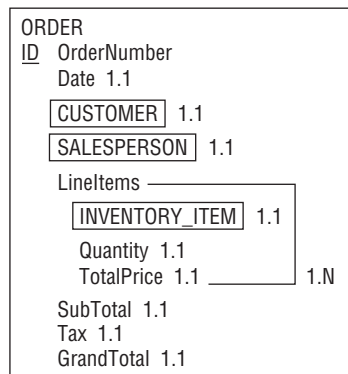 ORDER
ID OrderNumber
Date 1.1
CUSTOMER 1.1
SALESPERSON 1.1
LineItems
INVENTORY_ITEM 1.1
Quantity 1.1
TotalPrice 1.1 1.N
SubTotal 1.1
Tax 1.1
GrandTotal 1.1